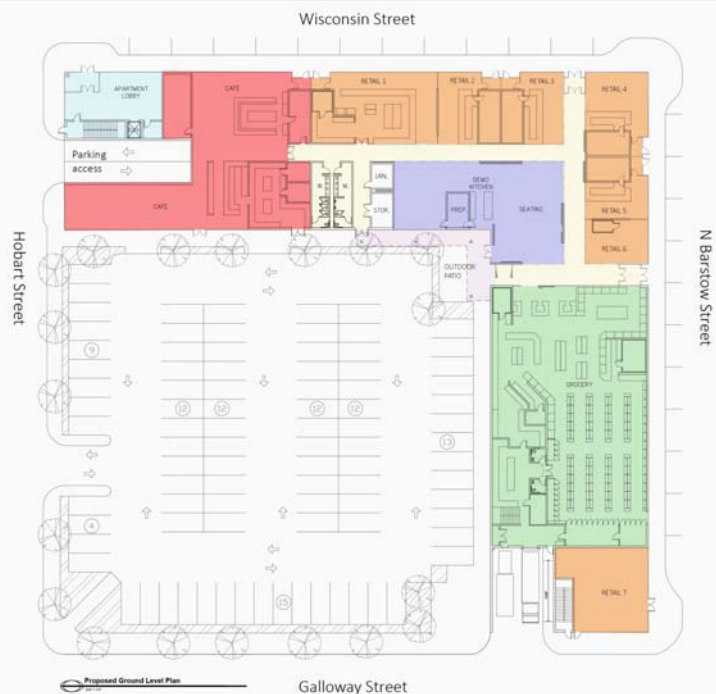 Wisconsin Street
APARTMENT
LOBBY
CAFE
RETAIL 1
RETAIL 2
RETAIL 3
RETAIL 4
Parking
access
W.
M.
JAN.
STOR.
DEMO
KITCHEN
PREP.
SEATING
CAFE
RETAIL 5
RETAIL 6
Hobart Street
N Barstow Street
OUTDOOR
PATIO
9
GROCERY
12
12
12
12
13
4
15
RETAIL 7
Proposed Ground Level Plan
Galloway Street